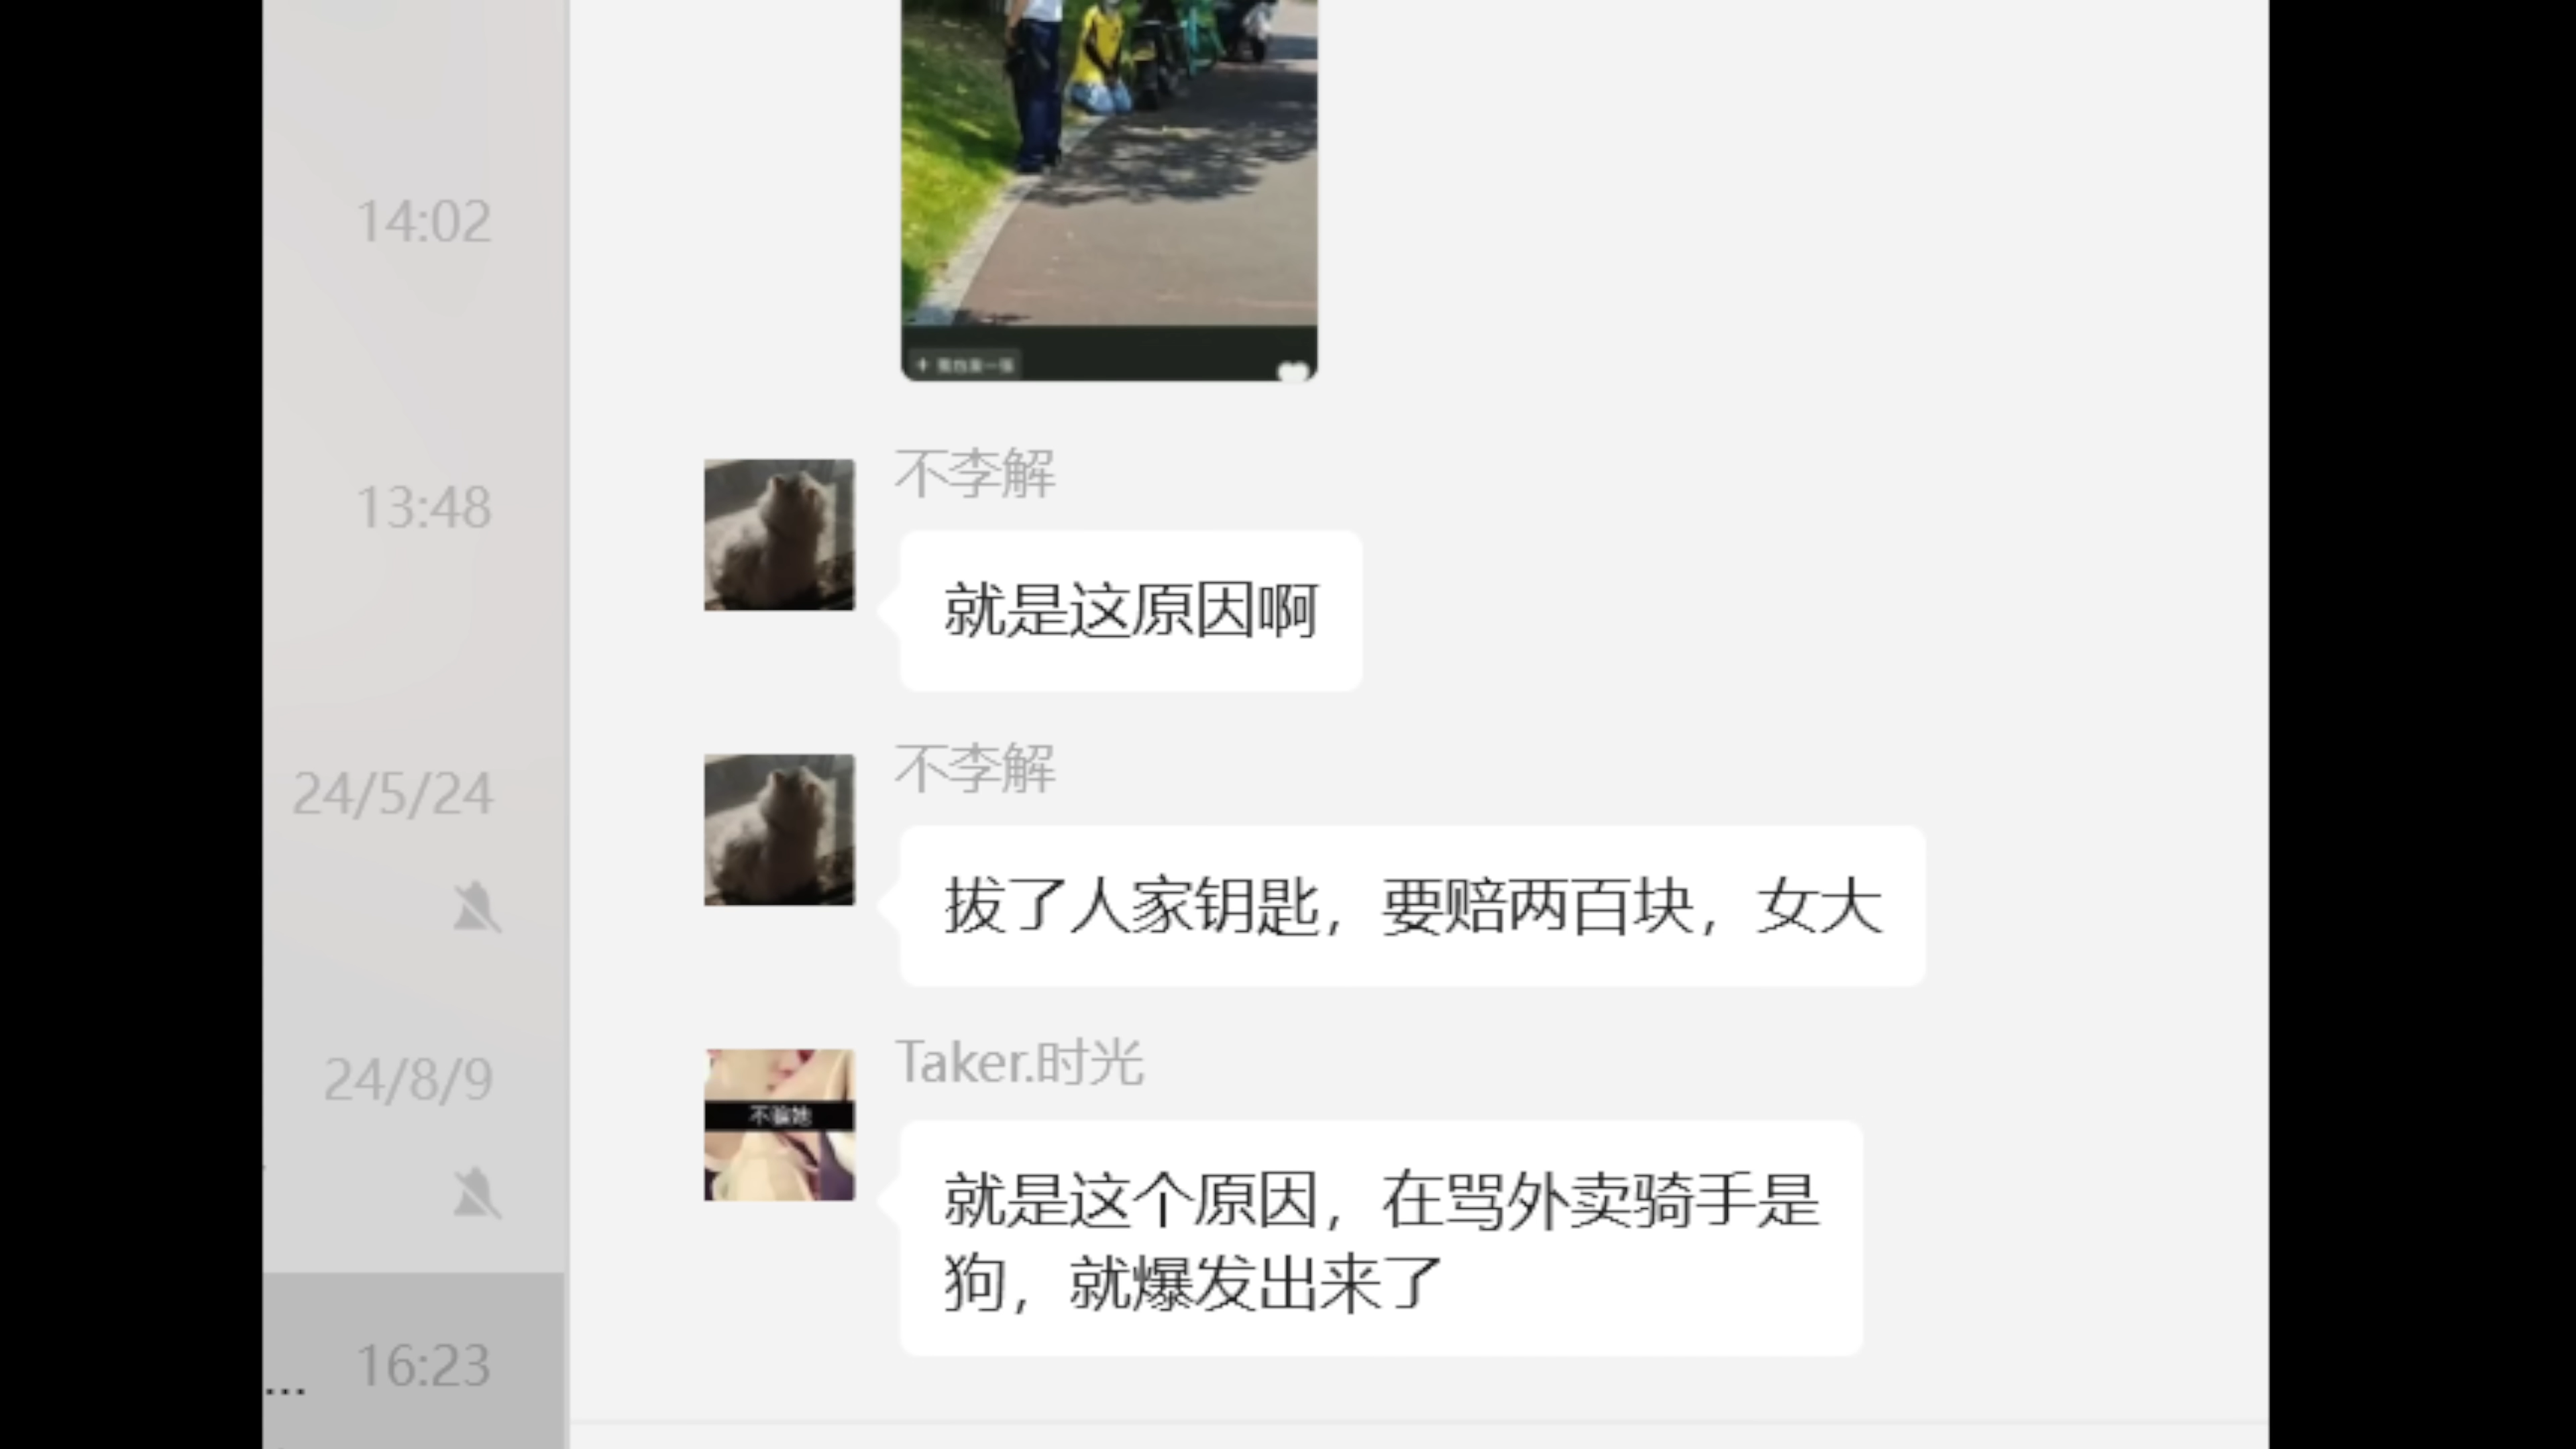 14:02
13:48
24/5/24
24/8/9
...
16:23
不李解
就是这原因啊
不李解
拔了人家钥匙，要赔两百块，女大
Taker.时光
不骗她
就是这个原因，在骂外卖骑手是
狗，就爆发出来了